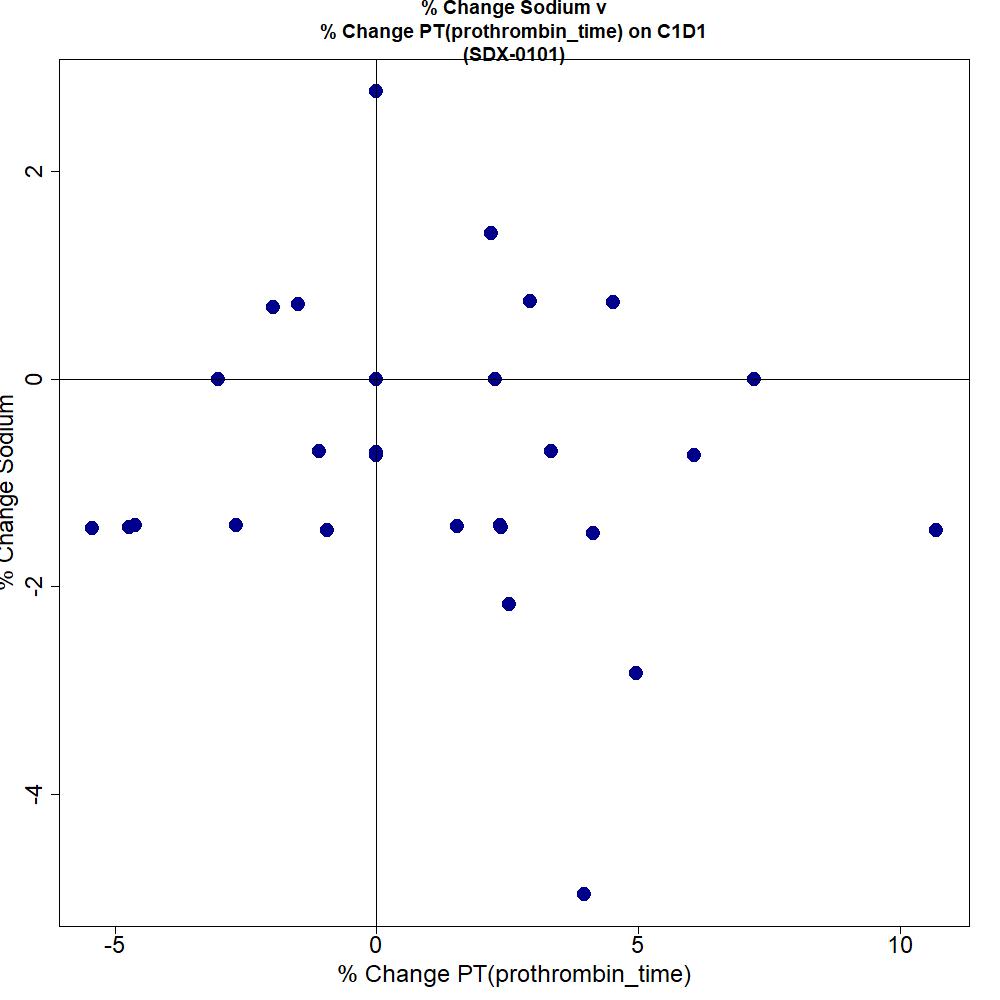 % Change Sodium v
% Change PT(prothrombin_time) on C1D1
(SDX-0101)
% Change Sodium
2
0
-2
-4
-5
0
5
10
% Change PT(prothrombin_time)